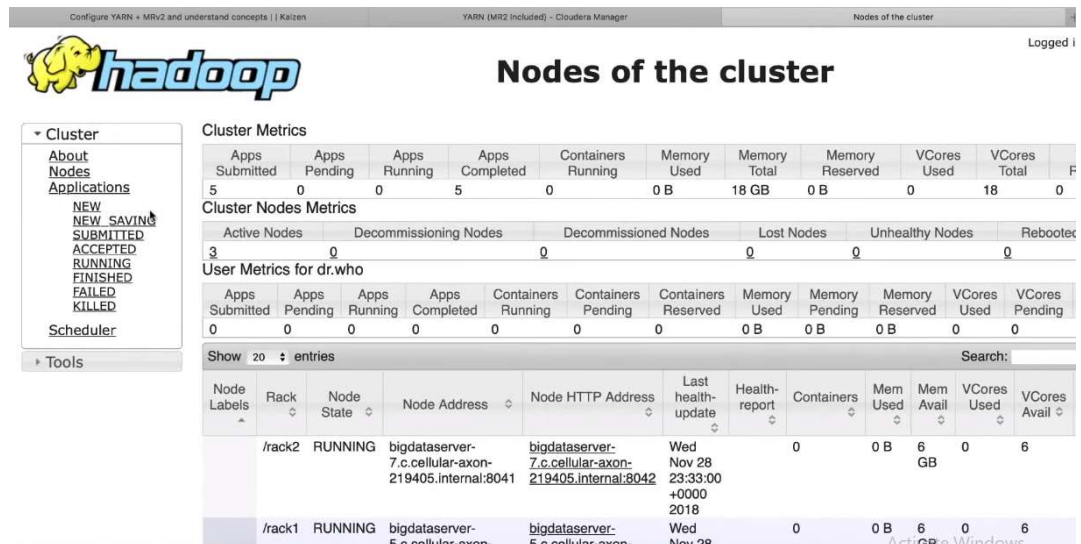 Configure YARN + MRv2 and understand concepts || Kaizen
YARN (MR2 Included) - Cloudera Manager
Nodes of the cluster
hadoop
Nodes of the cluster
Logged i
Cluster
About
Nodes
Applications
NEW
NEW_SAVING
SUBMITTED
ACCEPTED
RUNNING
FINISHED
FAILED
KILLED
Scheduler
Tools
Cluster Metrics
Apps Submitted Apps Pending Apps Running Apps Completed Containers Running Memory Used Memory Total Memory Reserved VCores Used VCores Total
5 0 0 5 0 0 B 18 GB 0 B 0 18 0
Cluster Nodes Metrics
Active Nodes Decommissioning Nodes Decommissioned Nodes Lost Nodes Unhealthy Nodes Rebooted
3 0 0 0 0 0
User Metrics for dr.who
Apps Submitted Apps Pending Apps Running Apps Completed Containers Running Containers Pending Containers Reserved Memory Used Memory Pending Memory Reserved VCores Used VCores Pending
0 0 0 0 0 0 0 0 B 0 B 0 B 0 0
Show 20 entries Search:
Node Labels Rack Node State Node Address Node HTTP Address Last health-update Health-report Containers Mem Used Mem Avail VCores Used VCores Avail
/rack2 RUNNING bigdataserver- bigdataserver- Wed 0 0 B 6 0 6
7.c.cellular-axon- 7.c.cellular-axon- Nov 28 GB
219405.internal:8041 219405.internal:8042 23:33:00
+0000
2018
/rack1 RUNNING bigdataserver- bigdataserver- Wed 0 0 B 6 0 6
5.c.cellular-axon- 5.c.cellular-axon- Nov 28 GB
Activate Windows